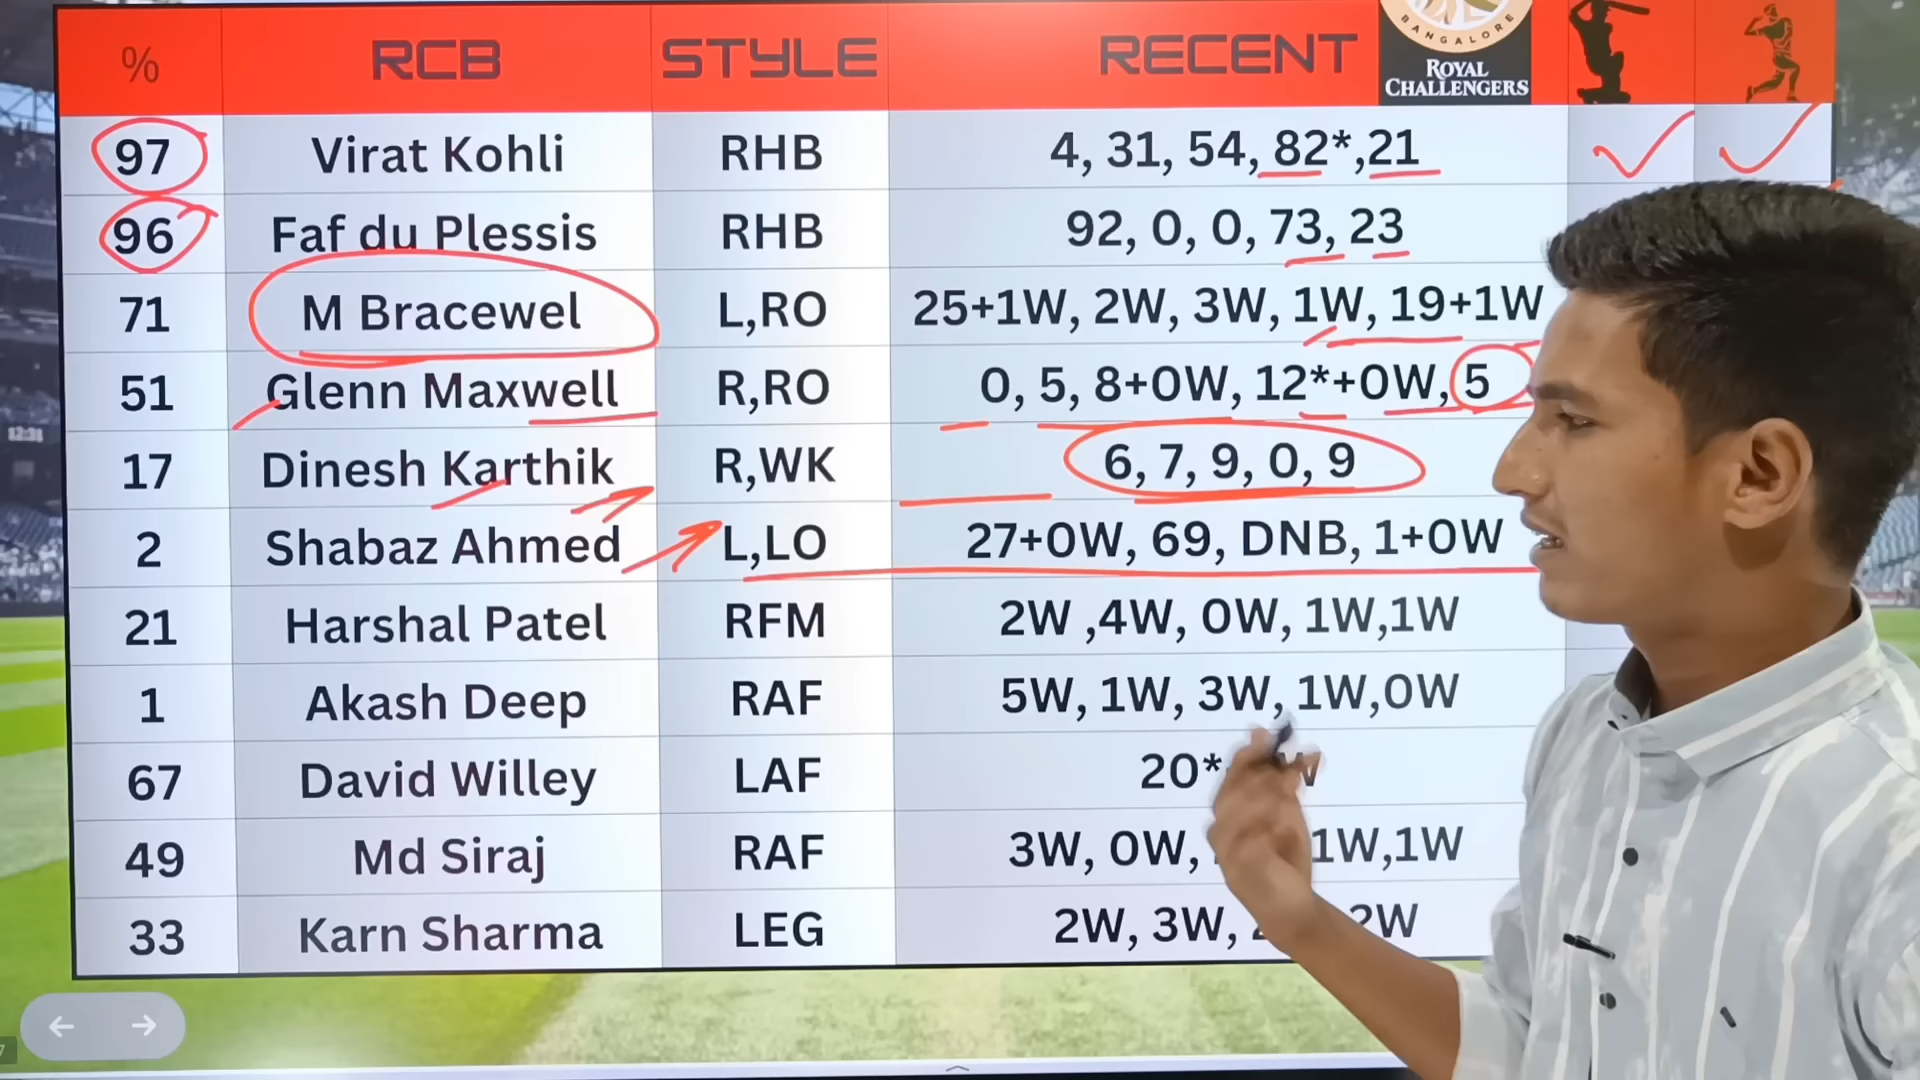 % RCB STYLE RECENT
BANGALORE
ROYAL
CHALLENGERS
97 Virat Kohli RHB 4, 31, 54, 82*,21
96 Faf du Plessis RHB 92, 0, 0, 73, 23
71 M Bracewel L,RO 25+1W, 2W, 3W, 1W, 19+1W
51 Glenn Maxwell R,RO 0, 5, 8+0W, 12*+0W, 5
17 Dinesh Karthik R,WK 6, 7, 9, 0, 9
2 Shabaz Ahmed L,LO 27+0W, 69, DNB, 1+0W
21 Harshal Patel RFM 2W ,4W, 0W, 1W,1W
1 Akash Deep RAF 5W, 1W, 3W, 1W,0W
67 David Willey LAF 20*
49 Md Siraj RAF 3W, 0W, 1W,1W
33 Karn Sharma LEG 2W, 3W, 2W
12:31
7